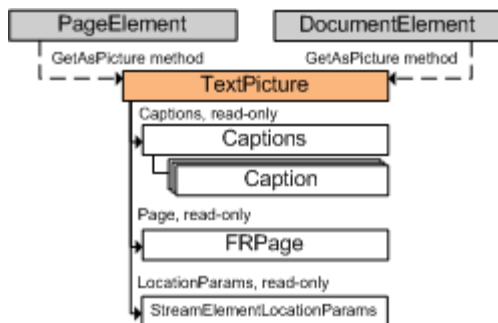 PageElement DocumentElement
GetAsPicture method GetAsPicture method
TextPicture
Captions, read-only
Captions
Caption
Page, read-only
FRPage
LocationParams, read-only
StreamElementLocationParams